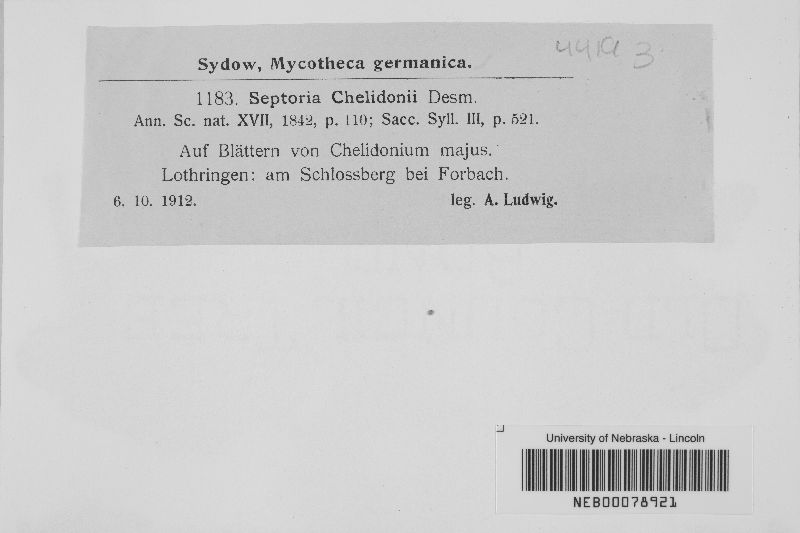 Sydow, Mycotheca germanica.
1183. Septoria Chelidonii Desm.
Ann. Sc. nat. XVII, 1842, p. 110; Sacc. Syll. III, p. 521.
Auf Blättern von Chelidonium majus.
Lothringen: am Schlossberg bei Forbach.
6. 10. 1912. leg. A. Ludwig.
University of Nebraska - Lincoln
NEB00078921